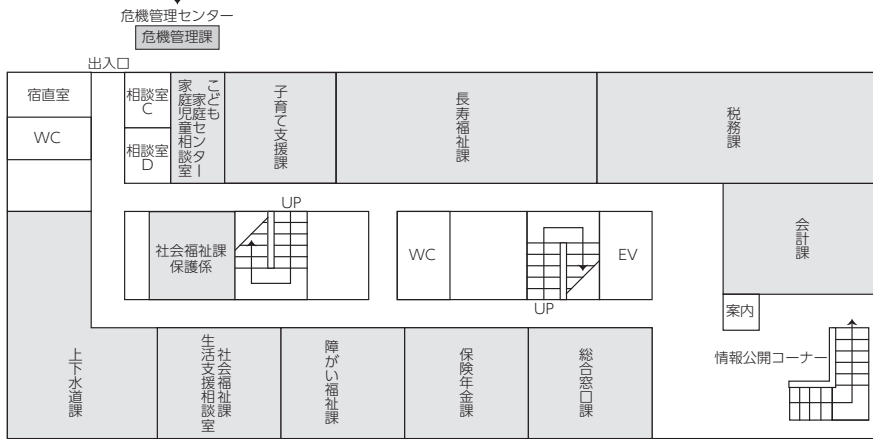 危機管理センター
危機管理課
出入口
宿直室
WC
相談室
C
相談室
D
こども
家庭センター
家庭児童相談室
子育て支援課
長寿福祉課
税務課
UP
社会福祉課
保護係
WC
EV
UP
会計課
案内
情報公開コーナー
上下水道課
社会福祉課
生活支援相談室
障がい福祉課
保険年金課
総合窓口課